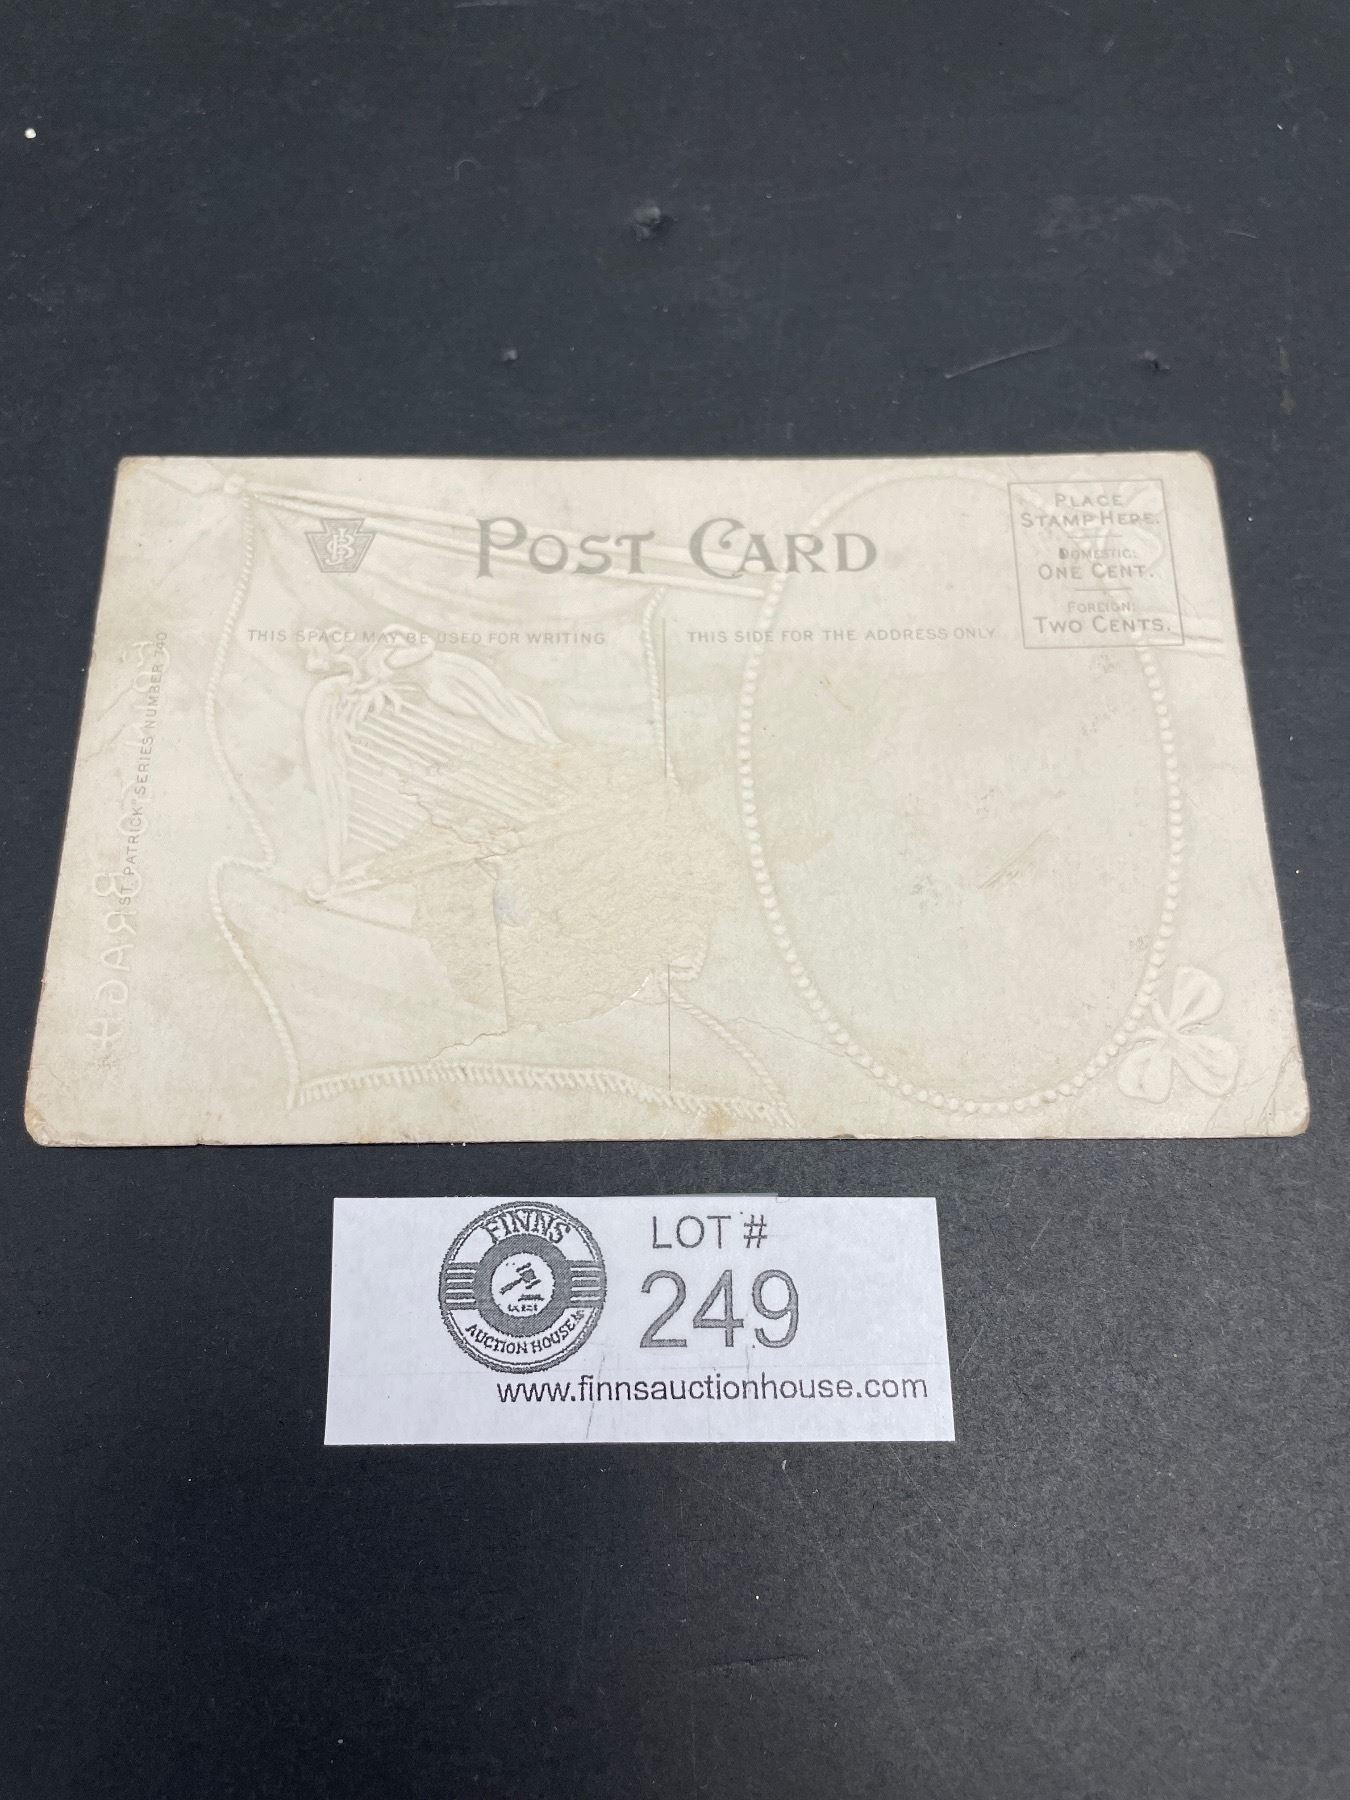 POST CARD
PLACE
STAMP HERE.
DOMESTIC:
ONE CENT.
FOREIGN:
TWO CENTS.
THIS SPACE MAY BE USED FOR WRITING
THIS SIDE FOR THE ADDRESS ONLY
"ST. PATRICK" SERIES NUMBER 740
FINNS
AUCTION HOUSE
LOT #
249
www.finnsauctionhouse.com